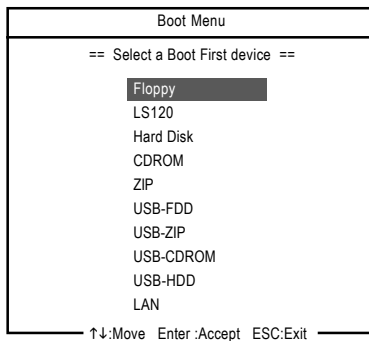 Boot Menu
== Select a Boot First device ==
Floppy
LS120
Hard Disk
CDROM
ZIP
USB-FDD
USB-ZIP
USB-CDROM
USB-HDD
LAN
↑↓:Move Enter :Accept ESC:Exit